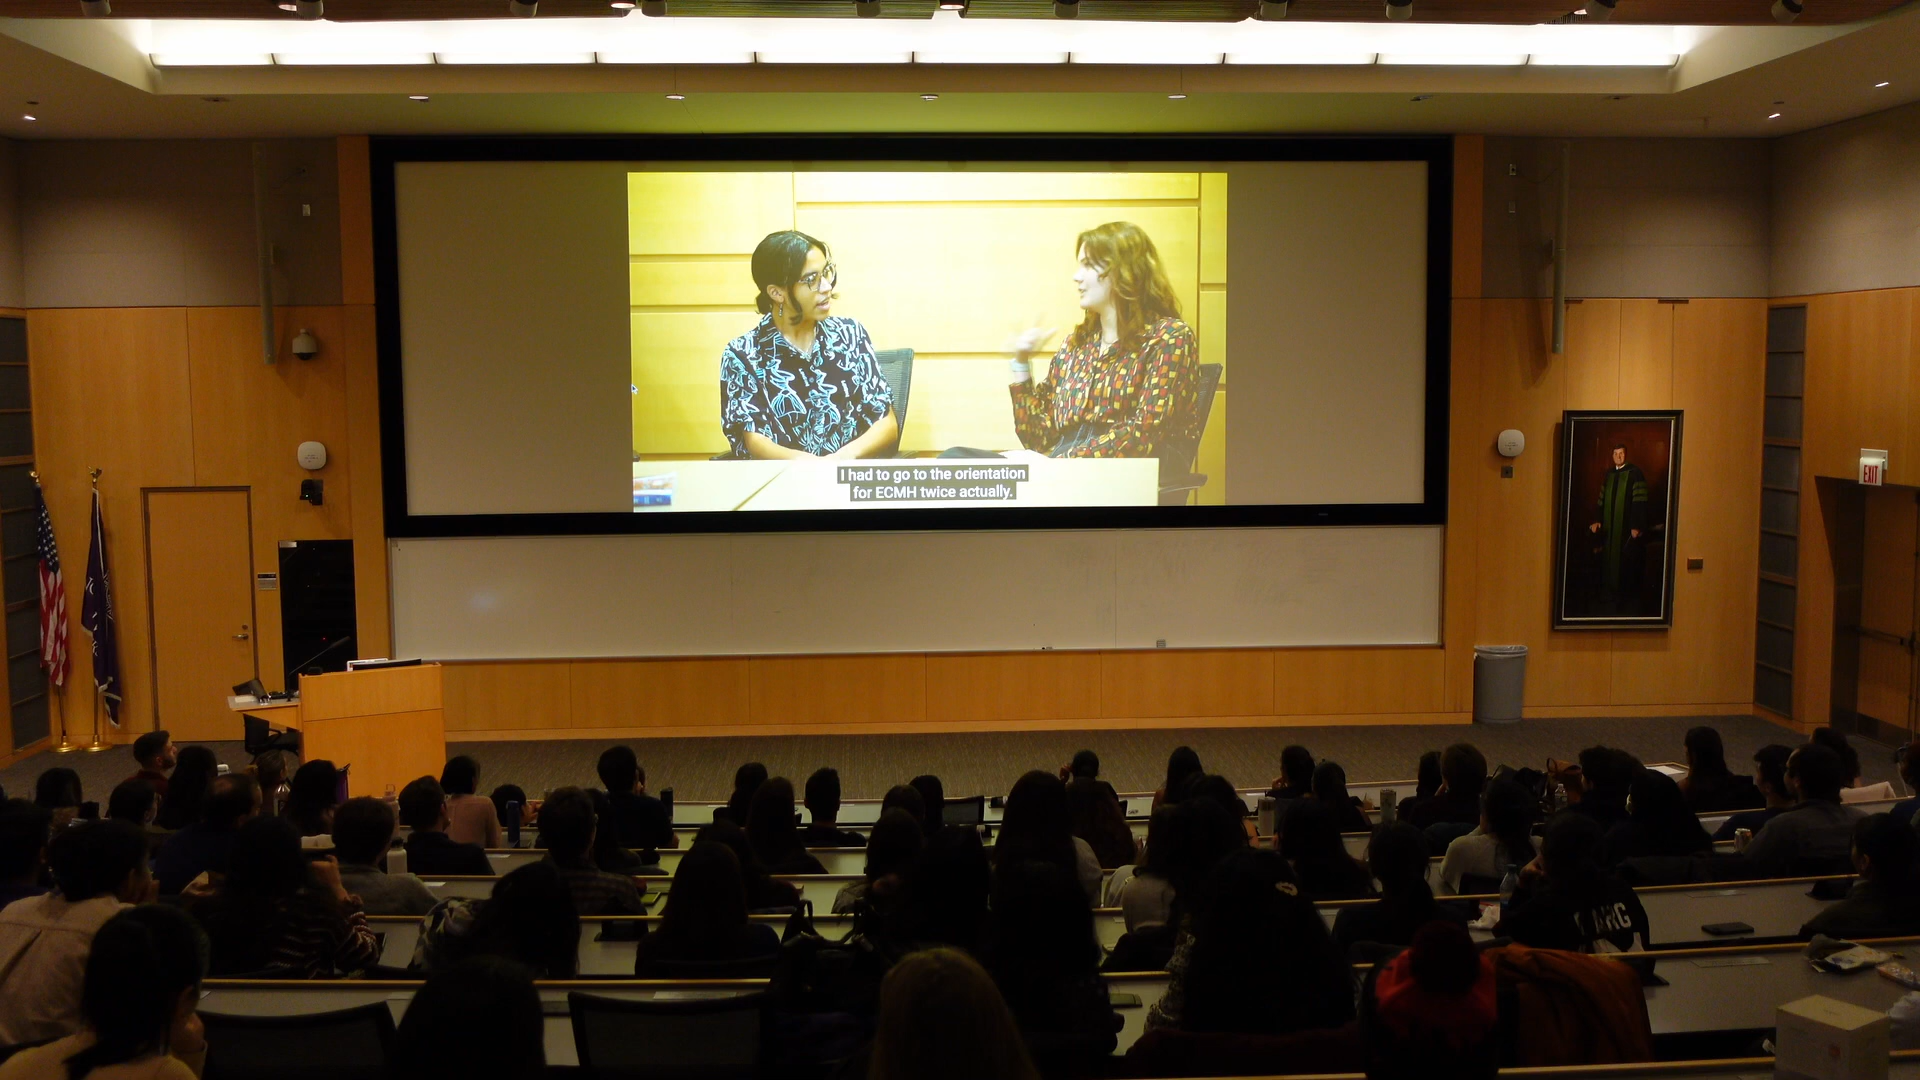 I had to go to the orientation
for ECMH twice actually.
EXIT